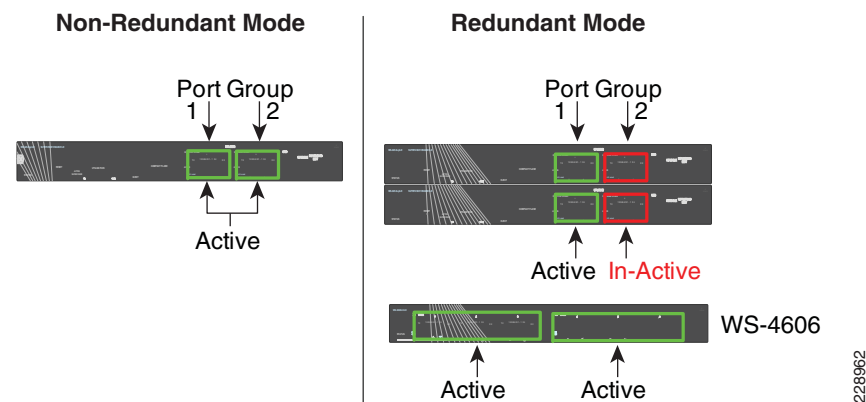 Non-Redundant Mode
Port Group
1 2
Active
Redundant Mode
Port Group
1 2
Active In-Active
WS-4606
Active Active
228962